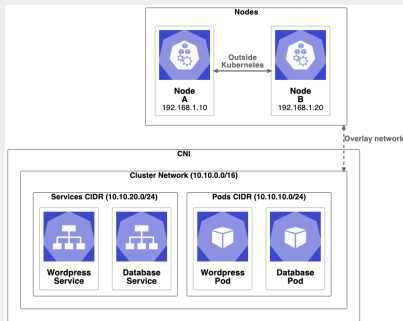 Nodes
Outside
Kubernetes
Node
A
192.168.1.10
Node
B
192.168.1.20
Overlay network
CNI
Cluster Network (10.10.0.0/16)
Services CIDR (10.10.20.0/24)
Wordpress
Service
Database
Service
Pods CIDR (10.10.10.0/24)
Wordpress
Pod
Database
Pod